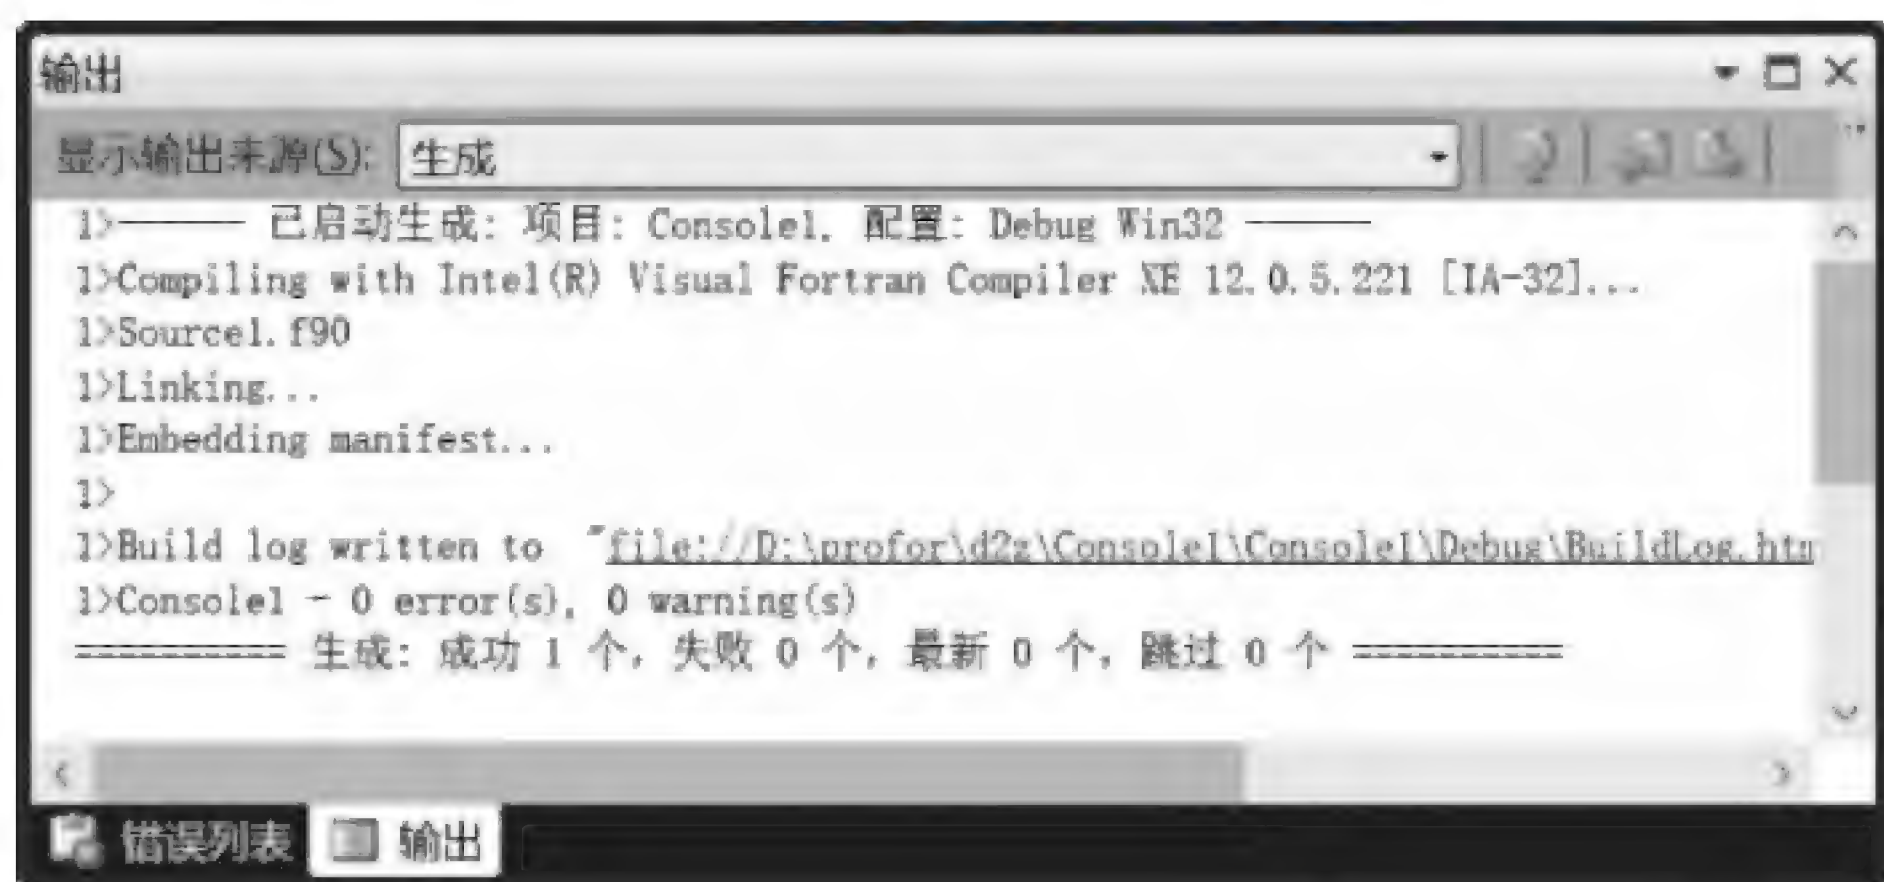 输出
显示输出来源(S): 生成
1>—— 已启动生成: 项目: Console1, 配置: Debug Win32 ——
1>Compiling with Intel(R) Visual Fortran Compiler XE 12.0.5.221 [IA-32]...
1>Source1.f90
1>Linking...
1>Embedding manifest...
1>
1>Build log written to "file://D:\profor\d2z\Console1\Console1\Debug\BuildLog.htm
1>Console1 - 0 error(s), 0 warning(s)
========== 生成: 成功 1 个, 失败 0 个, 最新 0 个, 跳过 0 个 ==========
错误列表 输出